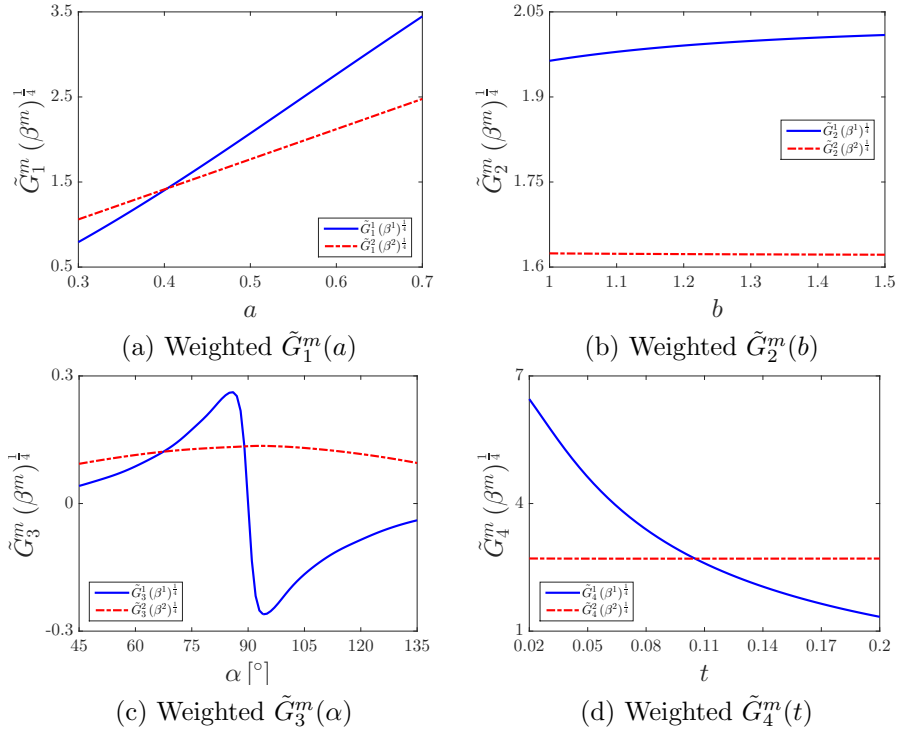 3.5
2.5
1.5
0.5
0.3 0.4 0.5 0.6 0.7
G̃₁ᵐ(βᵐ)^¼
a
G̃₁¹(β¹)^¼
G̃₁²(β²)^¼
(a) Weighted G̃₁ᵐ(a)
2.05
1.9
1.75
1.6
1 1.1 1.2 1.3 1.4 1.5
G̃₂ᵐ(βᵐ)^¼
b
G̃₂¹(β¹)^¼
G̃₂²(β²)^¼
(b) Weighted G̃₂ᵐ(b)
0.3
0
-0.3
45 60 75 90 105 120 135
G̃₃ᵐ(βᵐ)^¼
α [°]
G̃₃¹(β¹)^¼
G̃₃²(β²)^¼
(c) Weighted G̃₃ᵐ(α)
7
4
1
0.02 0.05 0.08 0.11 0.14 0.17 0.2
G̃₄ᵐ(βᵐ)^¼
t
G̃₄¹(β¹)^¼
G̃₄²(β²)^¼
(d) Weighted G̃₄ᵐ(t)